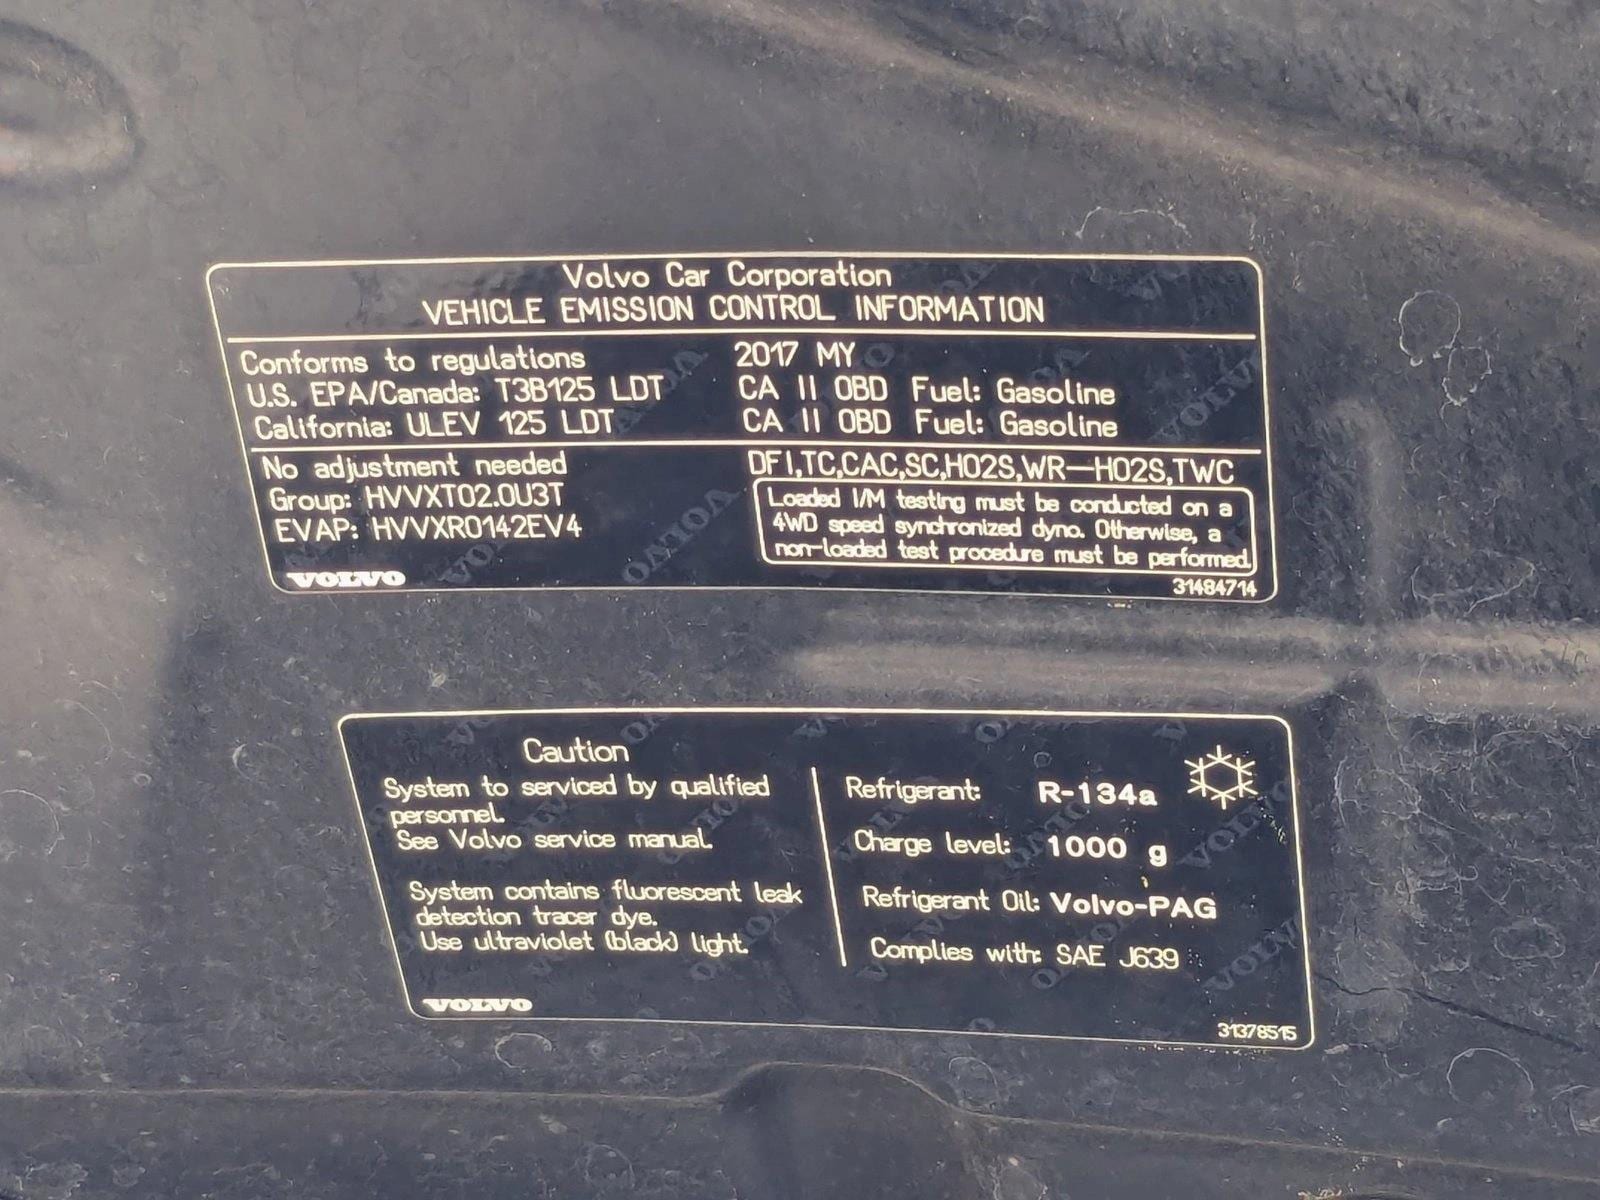 Volvo Car Corporation
VEHICLE EMISSION CONTROL INFORMATION
Conforms to regulations 2017 MY
U.S. EPA/Canada: T3B125 LDT CA II OBD Fuel: Gasoline
California: ULEV 125 LDT CA II OBD Fuel: Gasoline
No adjustment needed DFI,TC,CAC,SC,HO2S,WR-HO2S,TWC
Group: HVVXT02.0U3T
EVAP: HVVXR0142EV4
Loaded I/M testing must be conducted on a
4WD speed synchronized dyno. Otherwise, a
non-loaded test procedure must be performed.
VOLVO
31484714
Caution
System to serviced by qualified
personnel.
See Volvo service manual.
System contains fluorescent leak
detection tracer dye.
Use ultraviolet (black) light.
VOLVO
Refrigerant: R-134a
Charge level: 1000 g
Refrigerant Oil: Volvo-PAG
Complies with: SAE J639
31378515